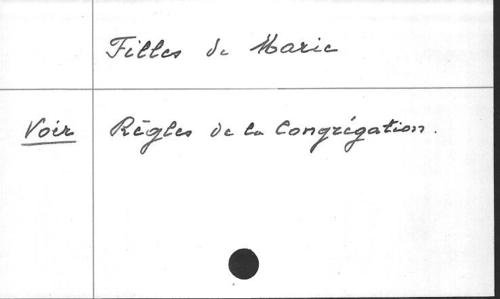 Filles de Marie
Voir Règles de la Congrégation.